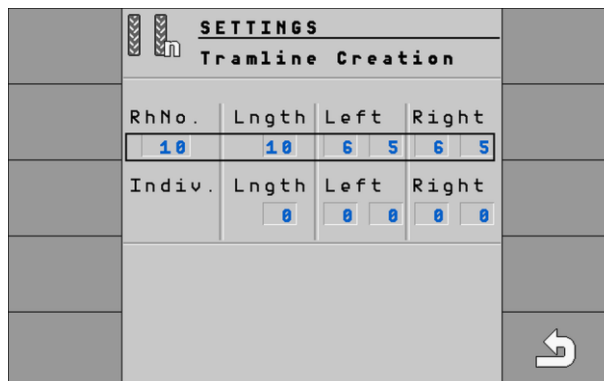 SETTINGS
n
Tramline Creation
RhNo. Lngth Left Right
10 10 6 5 6 5
Indiv. Lngth Left Right
0 0 0 0 0